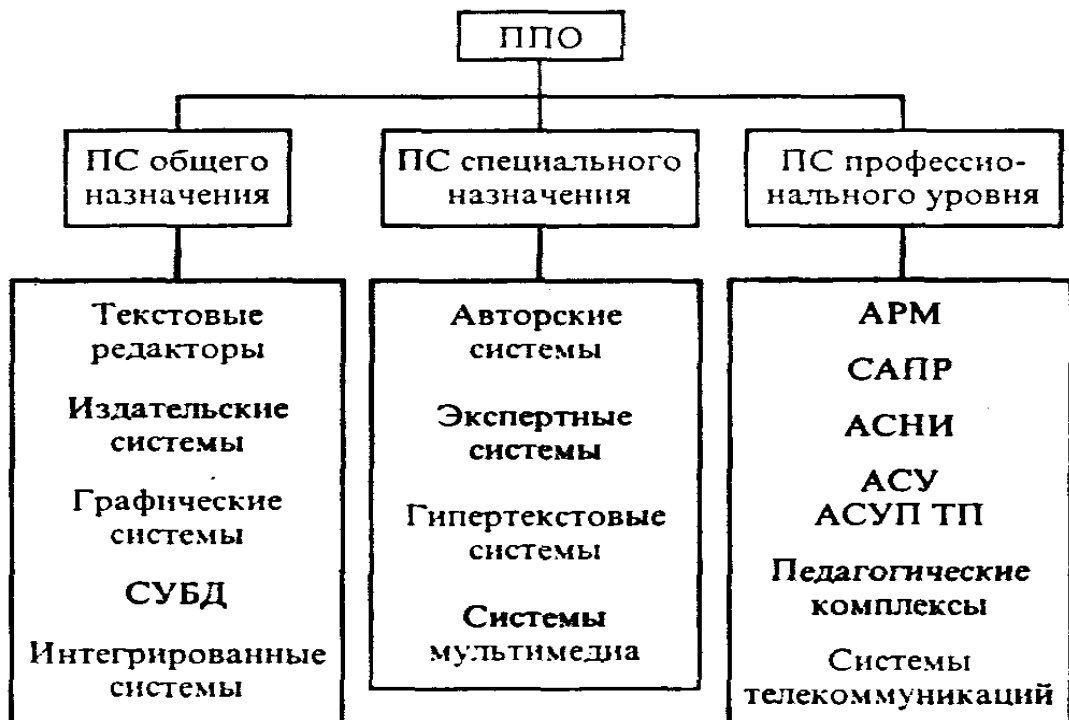 ППО
ПС общего
назначения
ПС специального
назначения
ПС профессио-
нального уровня
Текстовые
редакторы
Издательские
системы
Графические
системы
СУБД
Интегрированные
системы
Авторские
системы
Экспертные
системы
Гипертекстовые
системы
Системы
мультимедиа
АРМ
САПР
АСНИ
АСУ
АСУП ТП
Педагогические
комплексы
Системы
телекоммуникаций